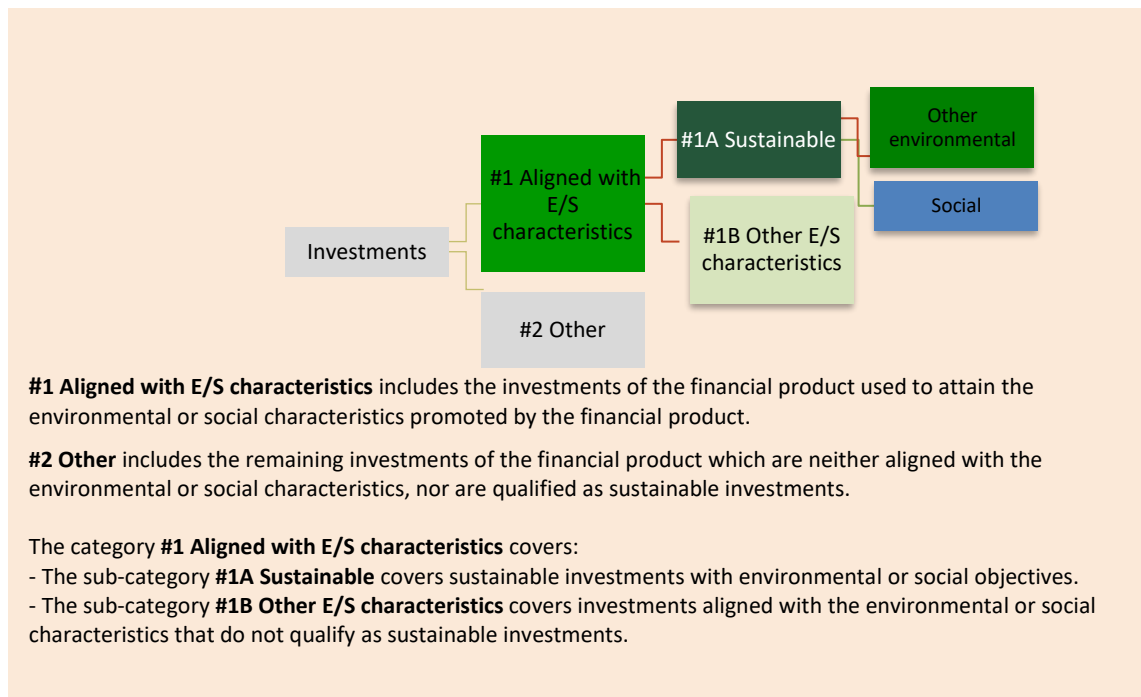 Other
environmental
#1A Sustainable
#1 Aligned with
E/S
characteristics
Social
#1B Other E/S
characteristics
Investments
#2 Other
#1 Aligned with E/S characteristics includes the investments of the financial product used to attain the
environmental or social characteristics promoted by the financial product.
#2 Other includes the remaining investments of the financial product which are neither aligned with the
environmental or social characteristics, nor are qualified as sustainable investments.
The category #1 Aligned with E/S characteristics covers:
- The sub-category #1A Sustainable covers sustainable investments with environmental or social objectives.
- The sub-category #1B Other E/S characteristics covers investments aligned with the environmental or social
characteristics that do not qualify as sustainable investments.